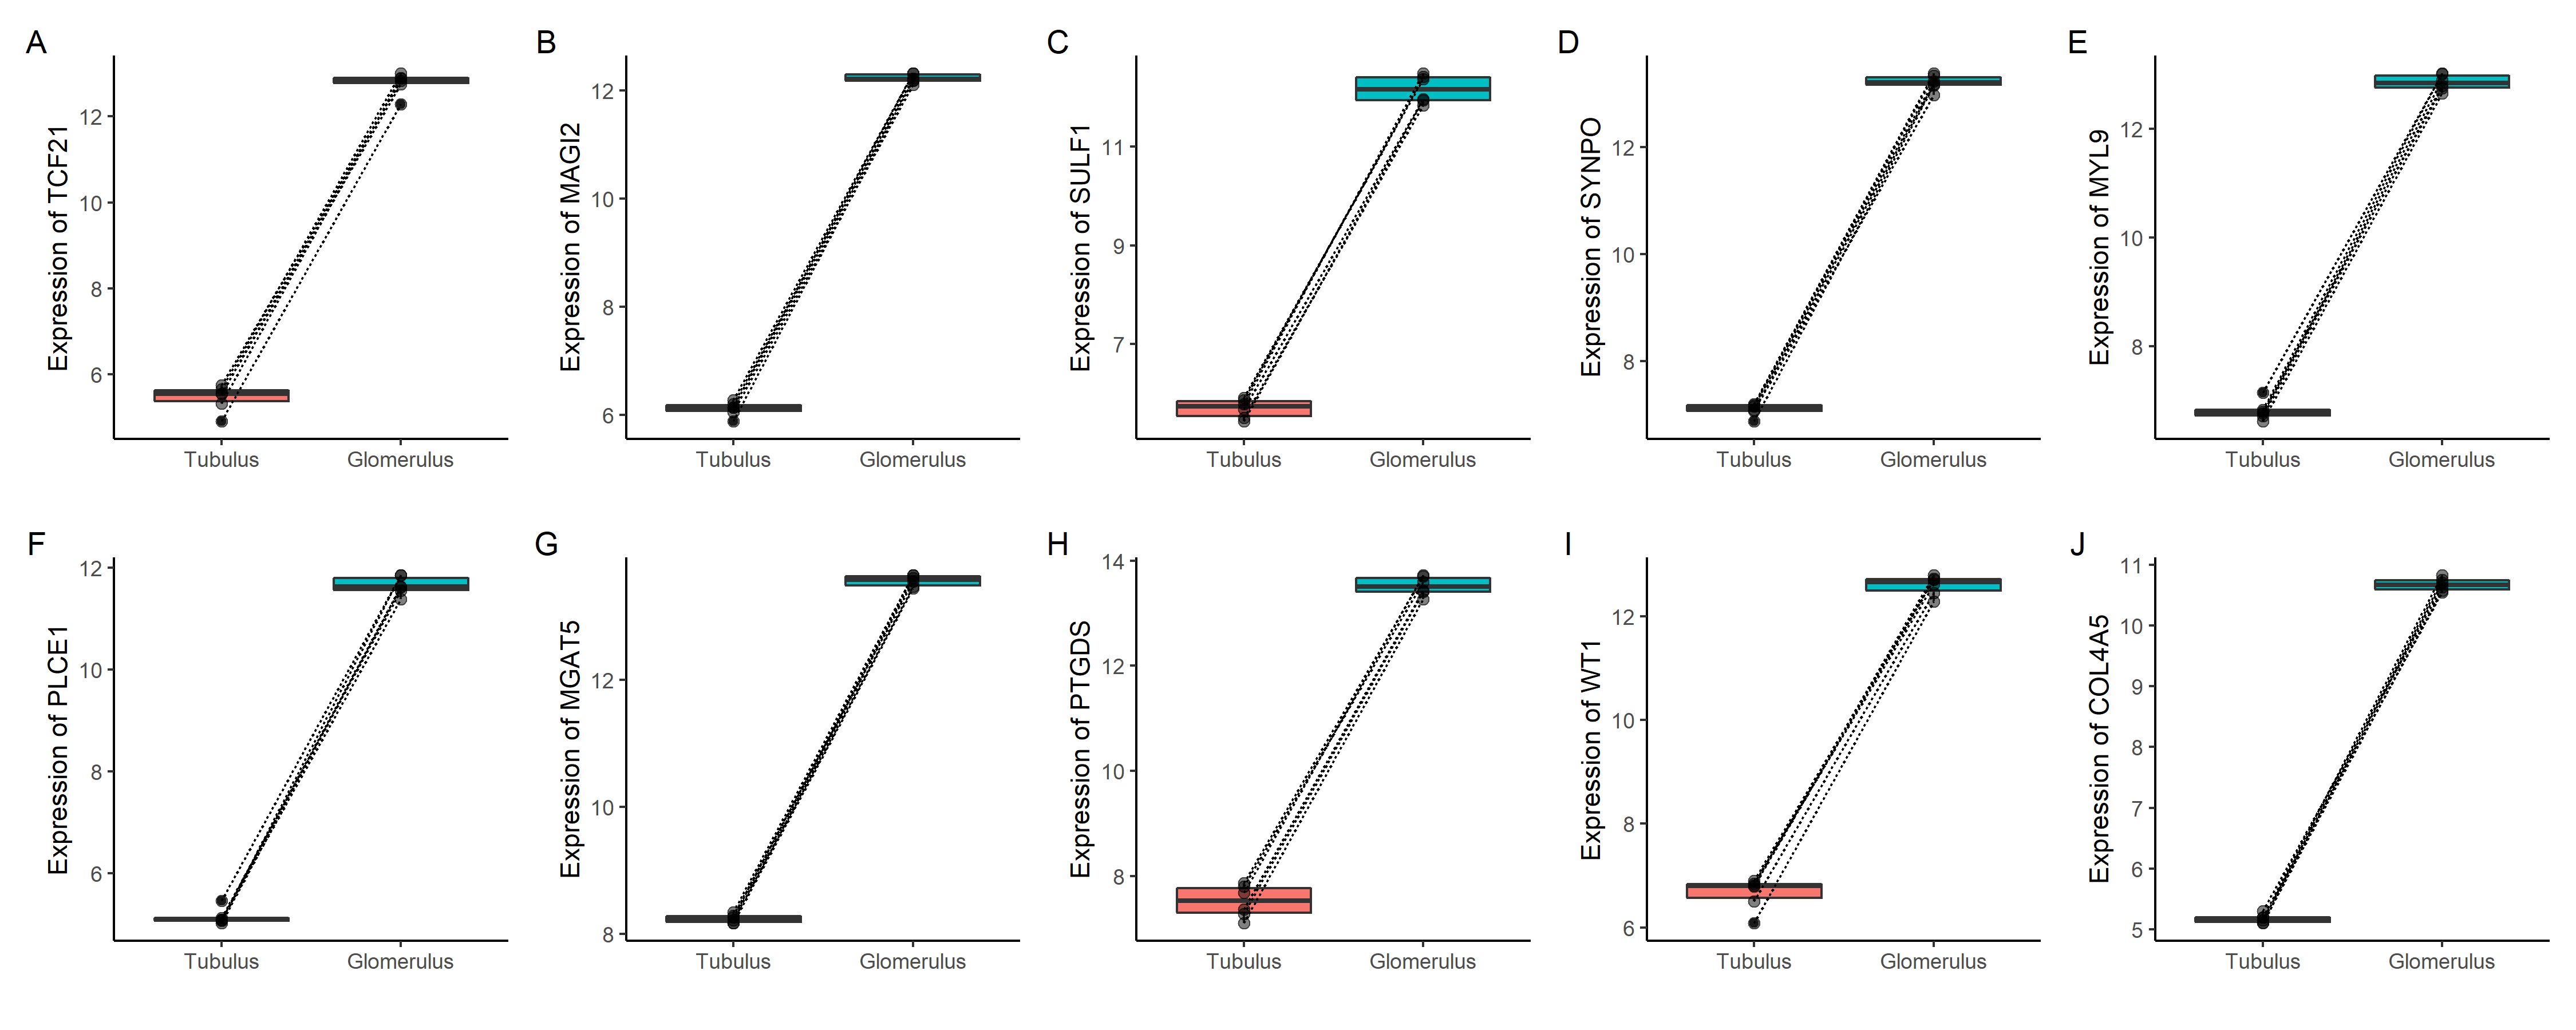 A
Expression of TCF21
12
10
8
6
Tubulus Glomerulus
B
Expression of MAGI2
12
10
8
6
Tubulus Glomerulus
C
Expression of SULF1
11
9
7
Tubulus Glomerulus
D
Expression of SYNPO
12
10
8
Tubulus Glomerulus
E
Expression of MYL9
12
10
8
Tubulus Glomerulus
F
Expression of PLCE1
12
10
8
6
Tubulus Glomerulus
G
Expression of MGAT5
12
10
8
Tubulus Glomerulus
H
Expression of PTGDS
14
12
10
8
Tubulus Glomerulus
I
Expression of WT1
12
10
8
6
Tubulus Glomerulus
J
Expression of COL4A5
11
10
9
8
7
6
5
Tubulus Glomerulus